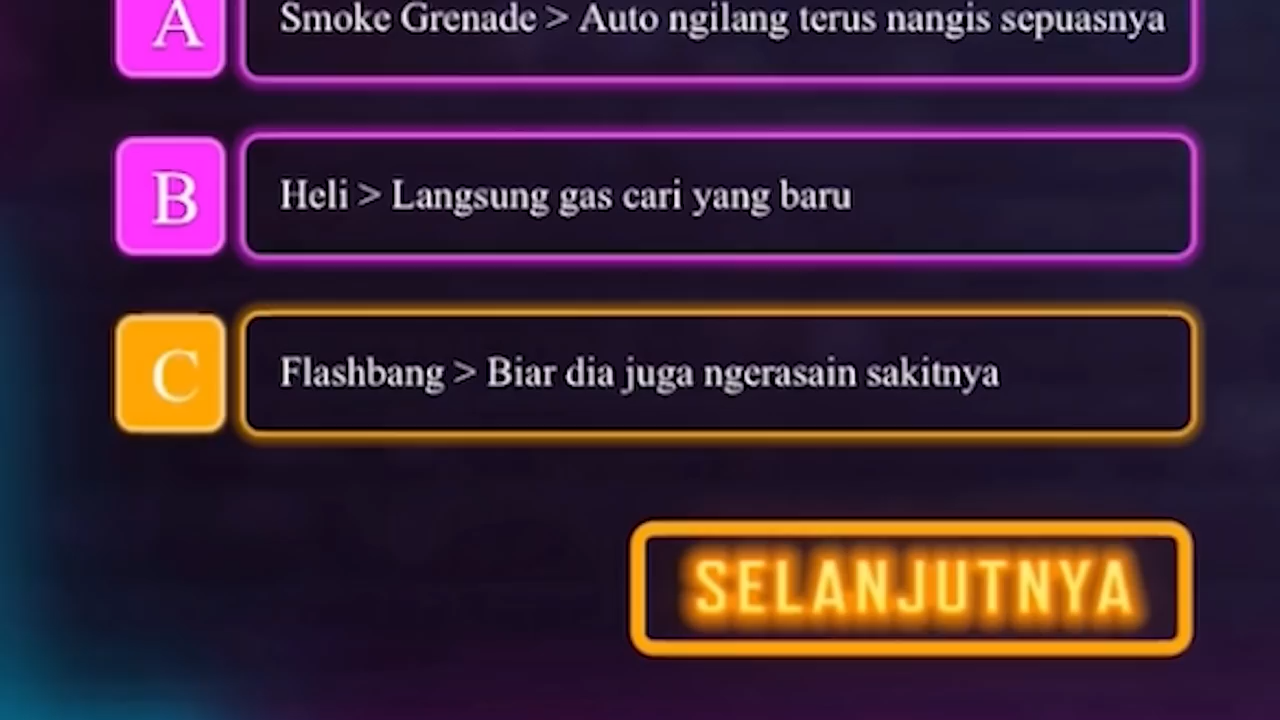 A
Smoke Grenade > Auto ngilang terus nangis sepuasnya
B
Heli > Langsung gas cari yang baru
C
Flashbang > Biar dia juga ngerasain sakitnya
SELANJUTNYA